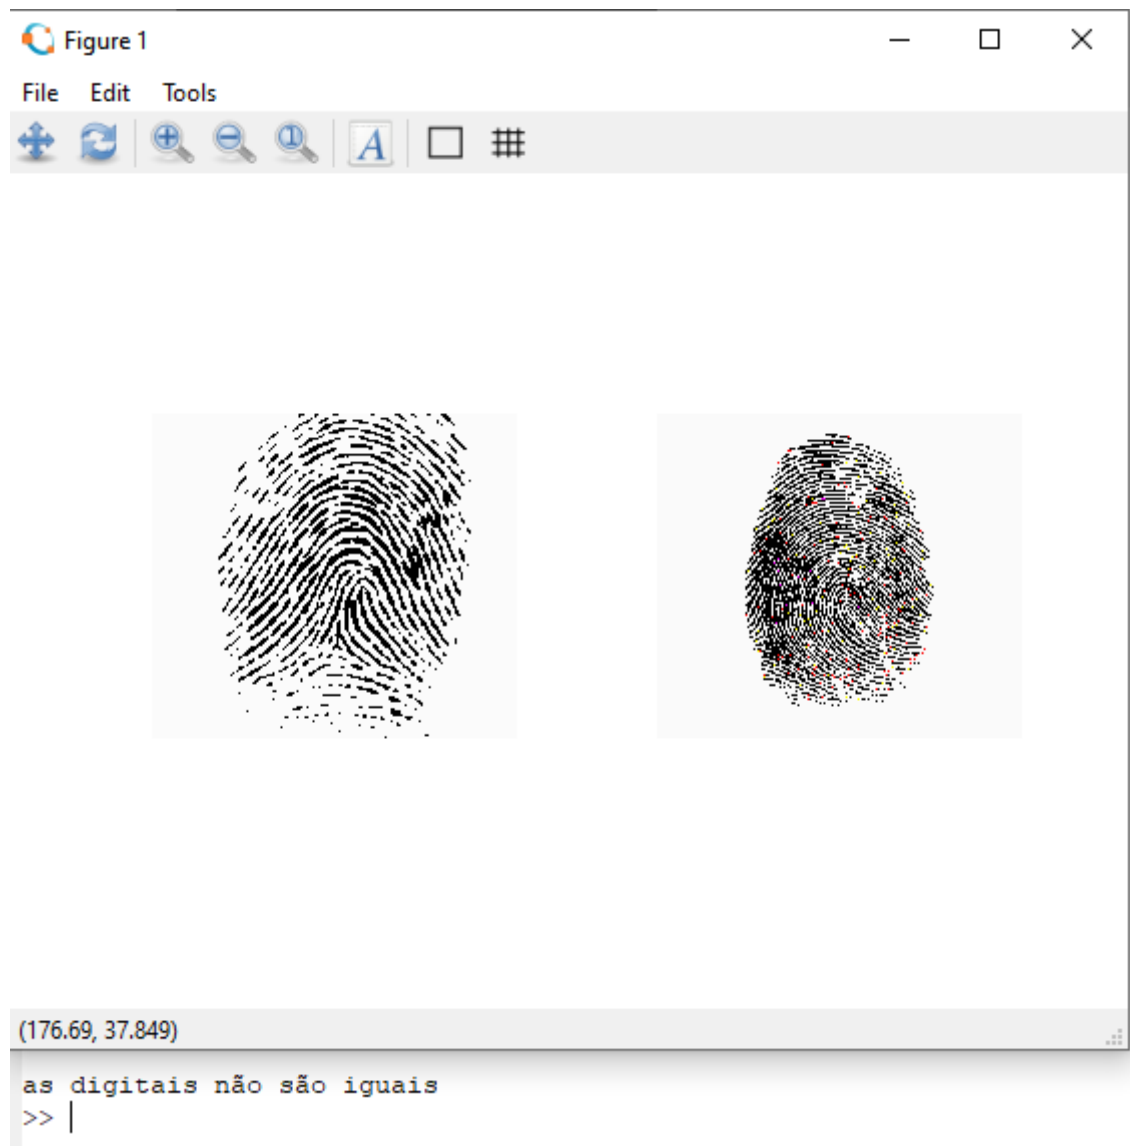 Figure 1
File Edit Tools
A
(176.69, 37.849)
as digitais não são iguais
>>